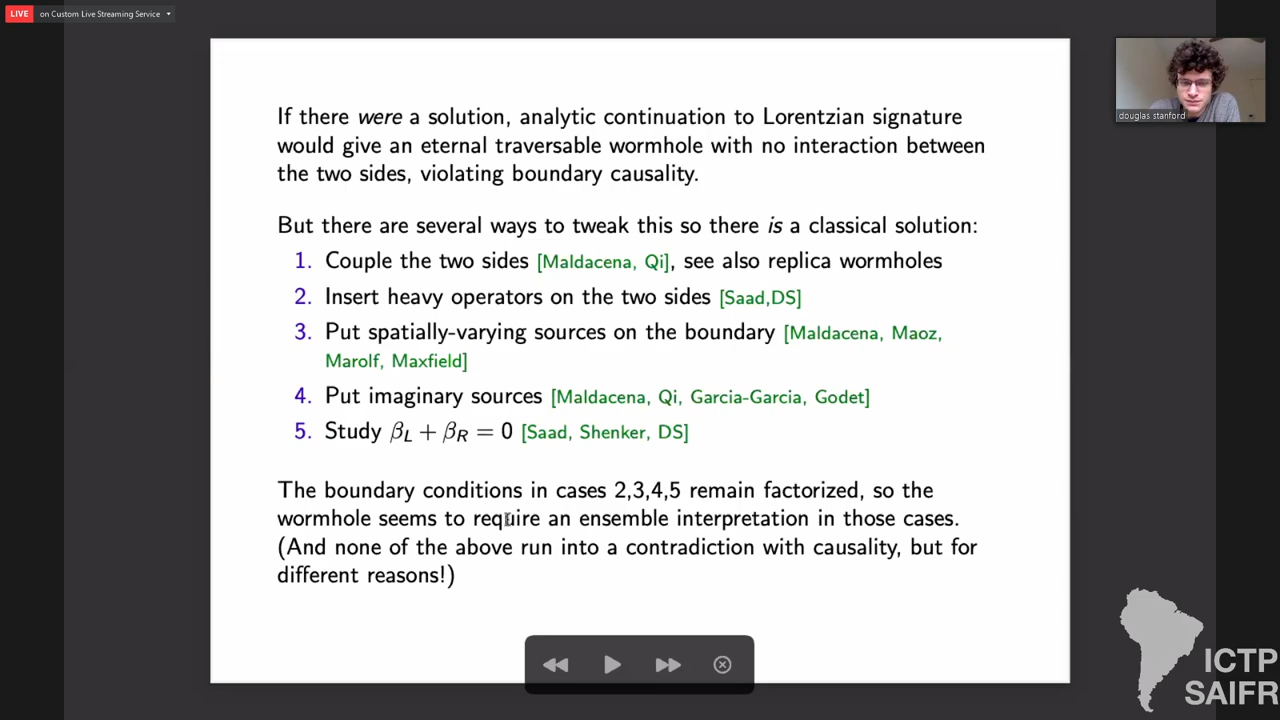 LIVE on Custom Live Streaming Service
douglas stanford
If there were a solution, analytic continuation to Lorentzian signature
would give an eternal traversable wormhole with no interaction between
the two sides, violating boundary causality.
But there are several ways to tweak this so there is a classical solution:
1. Couple the two sides [Maldacena, Qi], see also replica wormholes
2. Insert heavy operators on the two sides [Saad,DS]
3. Put spatially-varying sources on the boundary [Maldacena, Maoz,
Marolf, Maxfield]
4. Put imaginary sources [Maldacena, Qi, Garcia-Garcia, Godet]
5. Study β_L + β_R = 0 [Saad, Shenker, DS]
The boundary conditions in cases 2,3,4,5 remain factorized, so the
wormhole seems to require an ensemble interpretation in those cases.
(And none of the above run into a contradiction with causality, but for
different reasons!)
ICTP
SAIFR